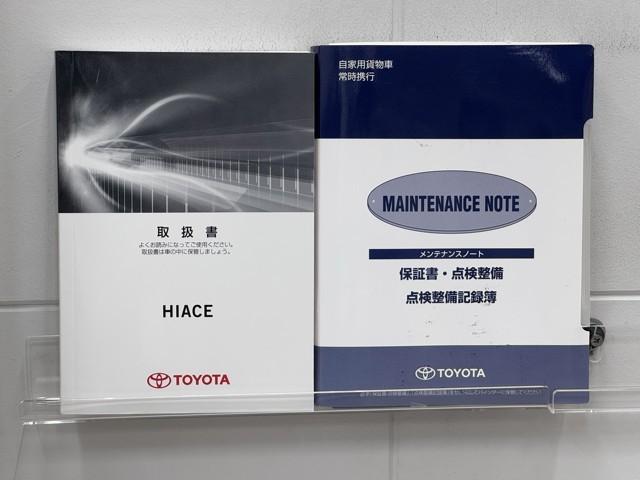 取扱書
よくお読みになってご使用ください。
取扱書は車の中に保管しましょう。
HIACE
TOYOTA
自家用貨物車
常時携行
MAINTENANCE NOTE
メンテナンスノート
保証書・点検整備
点検整備記録簿
TOYOTA